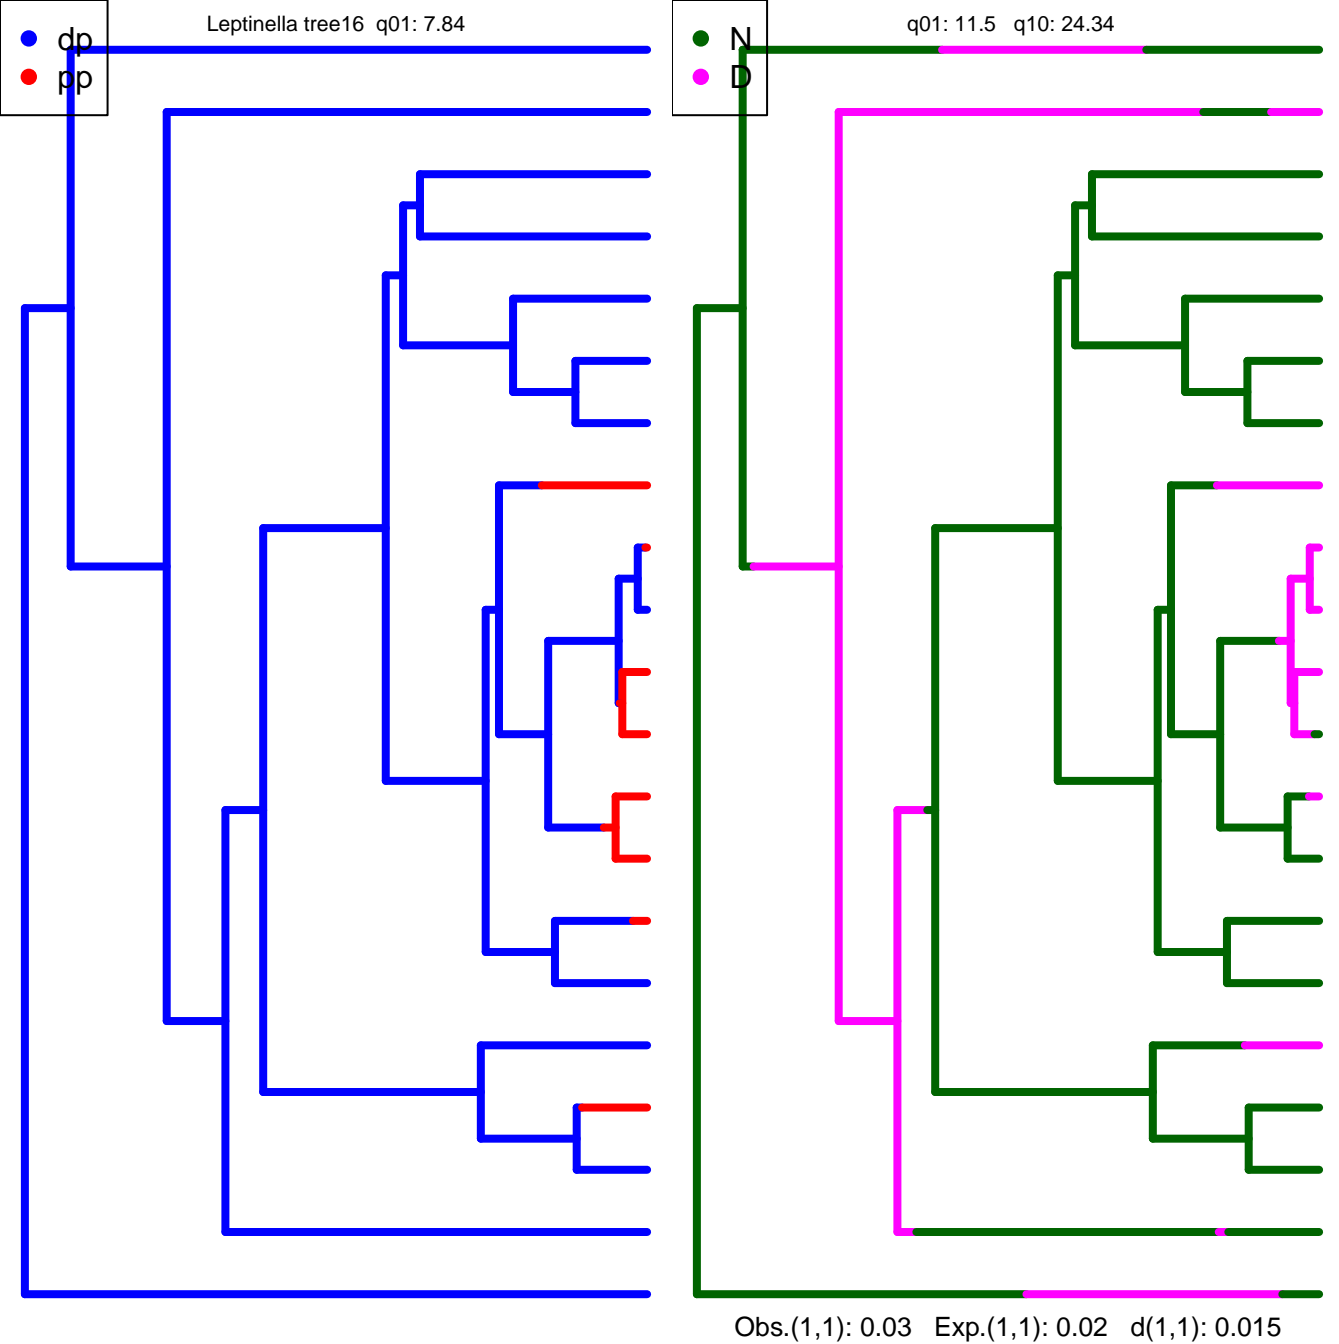 Leptinella tree16  q01: 7.84
dp
pp
q01: 11.5   q10: 24.34
N
D
Obs.(1,1): 0.03   Exp.(1,1): 0.02   d(1,1): 0.015